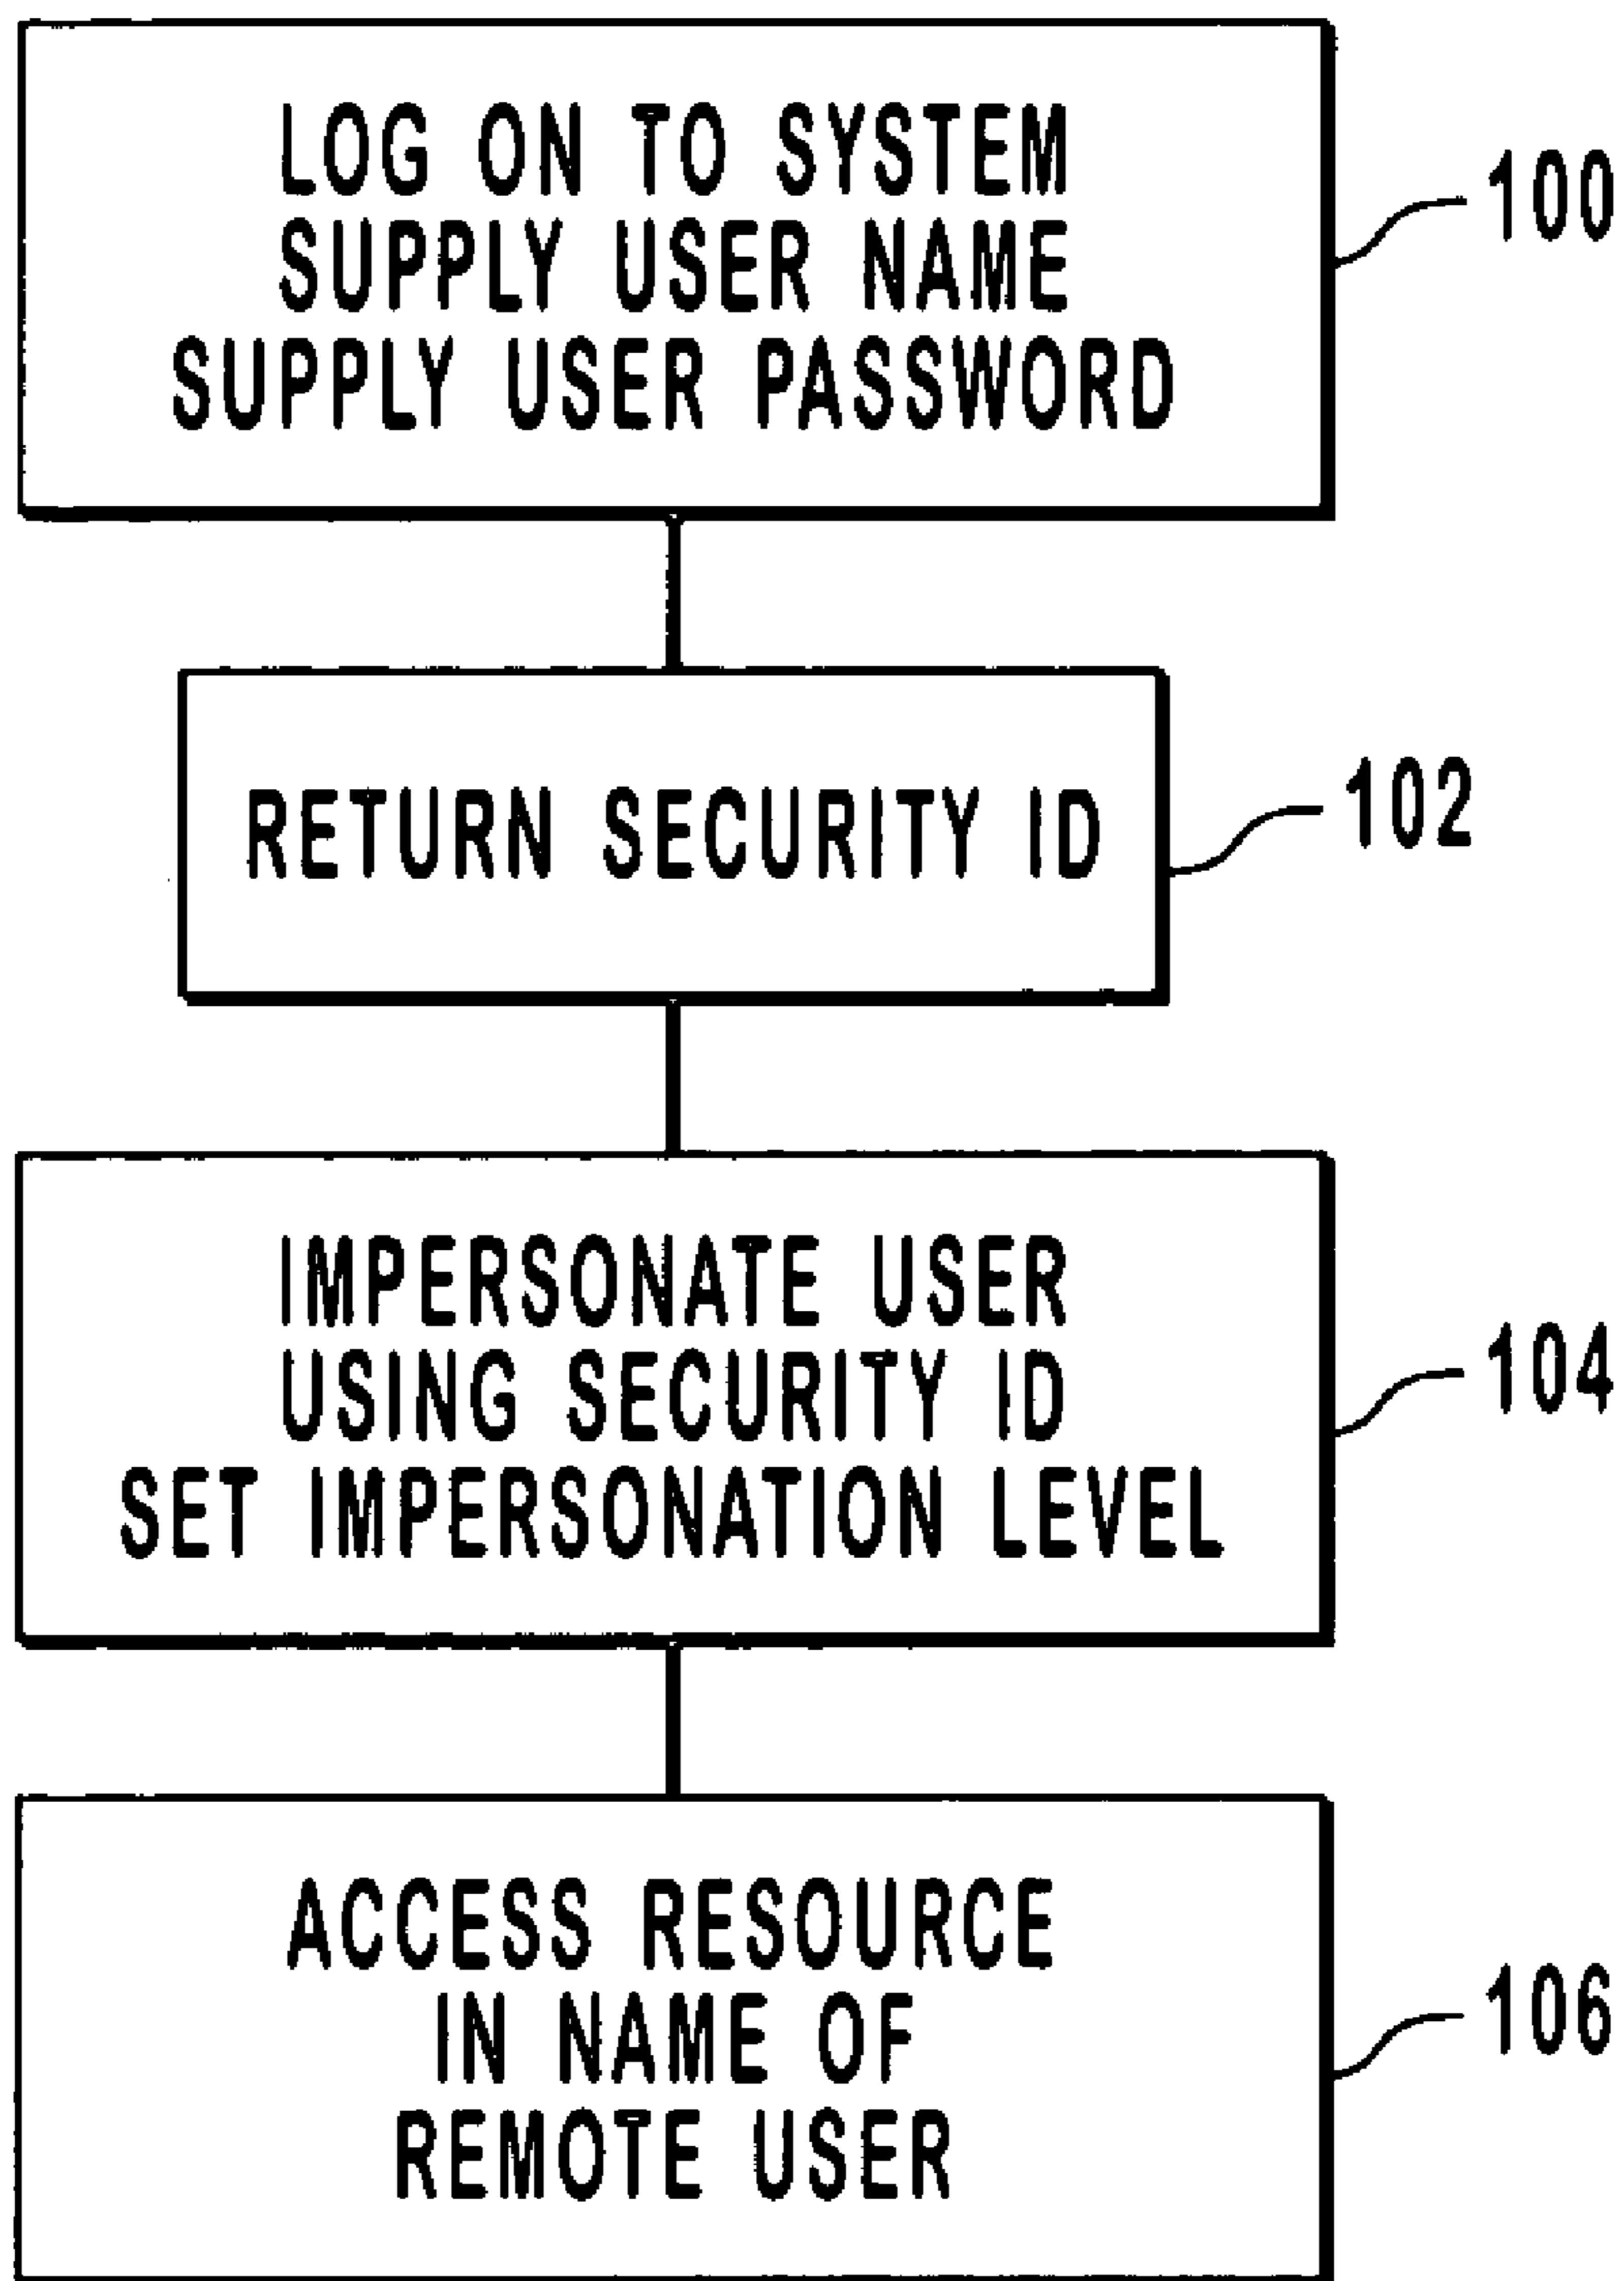 LOG ON TO SYSTEM
SUPPLY USER NAME
SUPPLY USER PASSWORD
100
RETURN SECURITY ID
102
IMPERSONATE USER
USING SECURITY ID
SET IMPERSONATION LEVEL
104
ACCESS RESOURCE
IN NAME OF
REMOTE USER
106